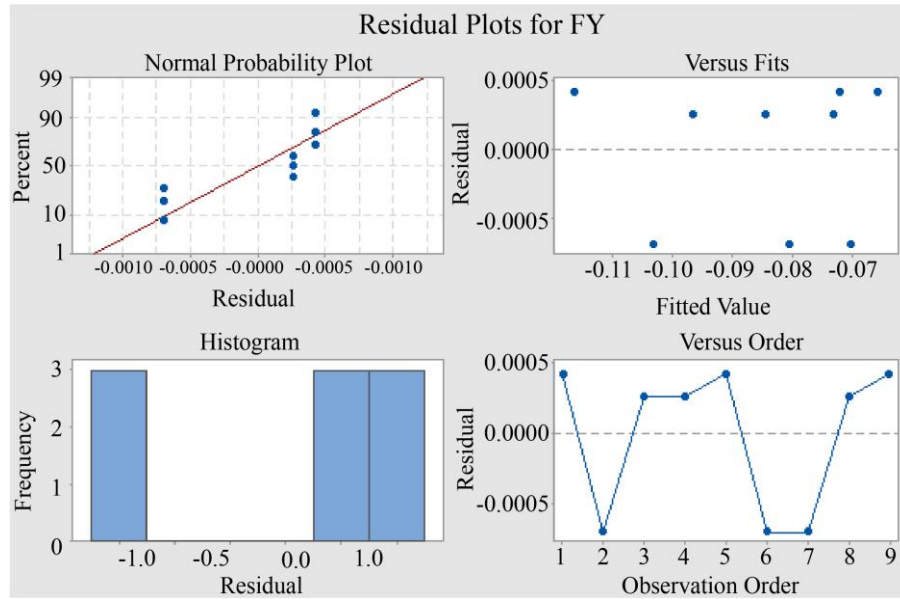 Residual Plots for FY
Normal Probability Plot
99
90
50
10
1
Percent
-0.0010 -0.0005 -0.0000 -0.0005 -0.0010
Residual
Versus Fits
0.0005
0.0000
-0.0005
Residual
-0.11 -0.10 -0.09 -0.08 -0.07
Fitted Value
Histogram
3
2
1
0
Frequency
-1.0 -0.5 0.0 1.0
Residual
Versus Order
0.0005
0.0000
-0.0005
Residual
1 2 3 4 5 6 7 8 9
Observation Order